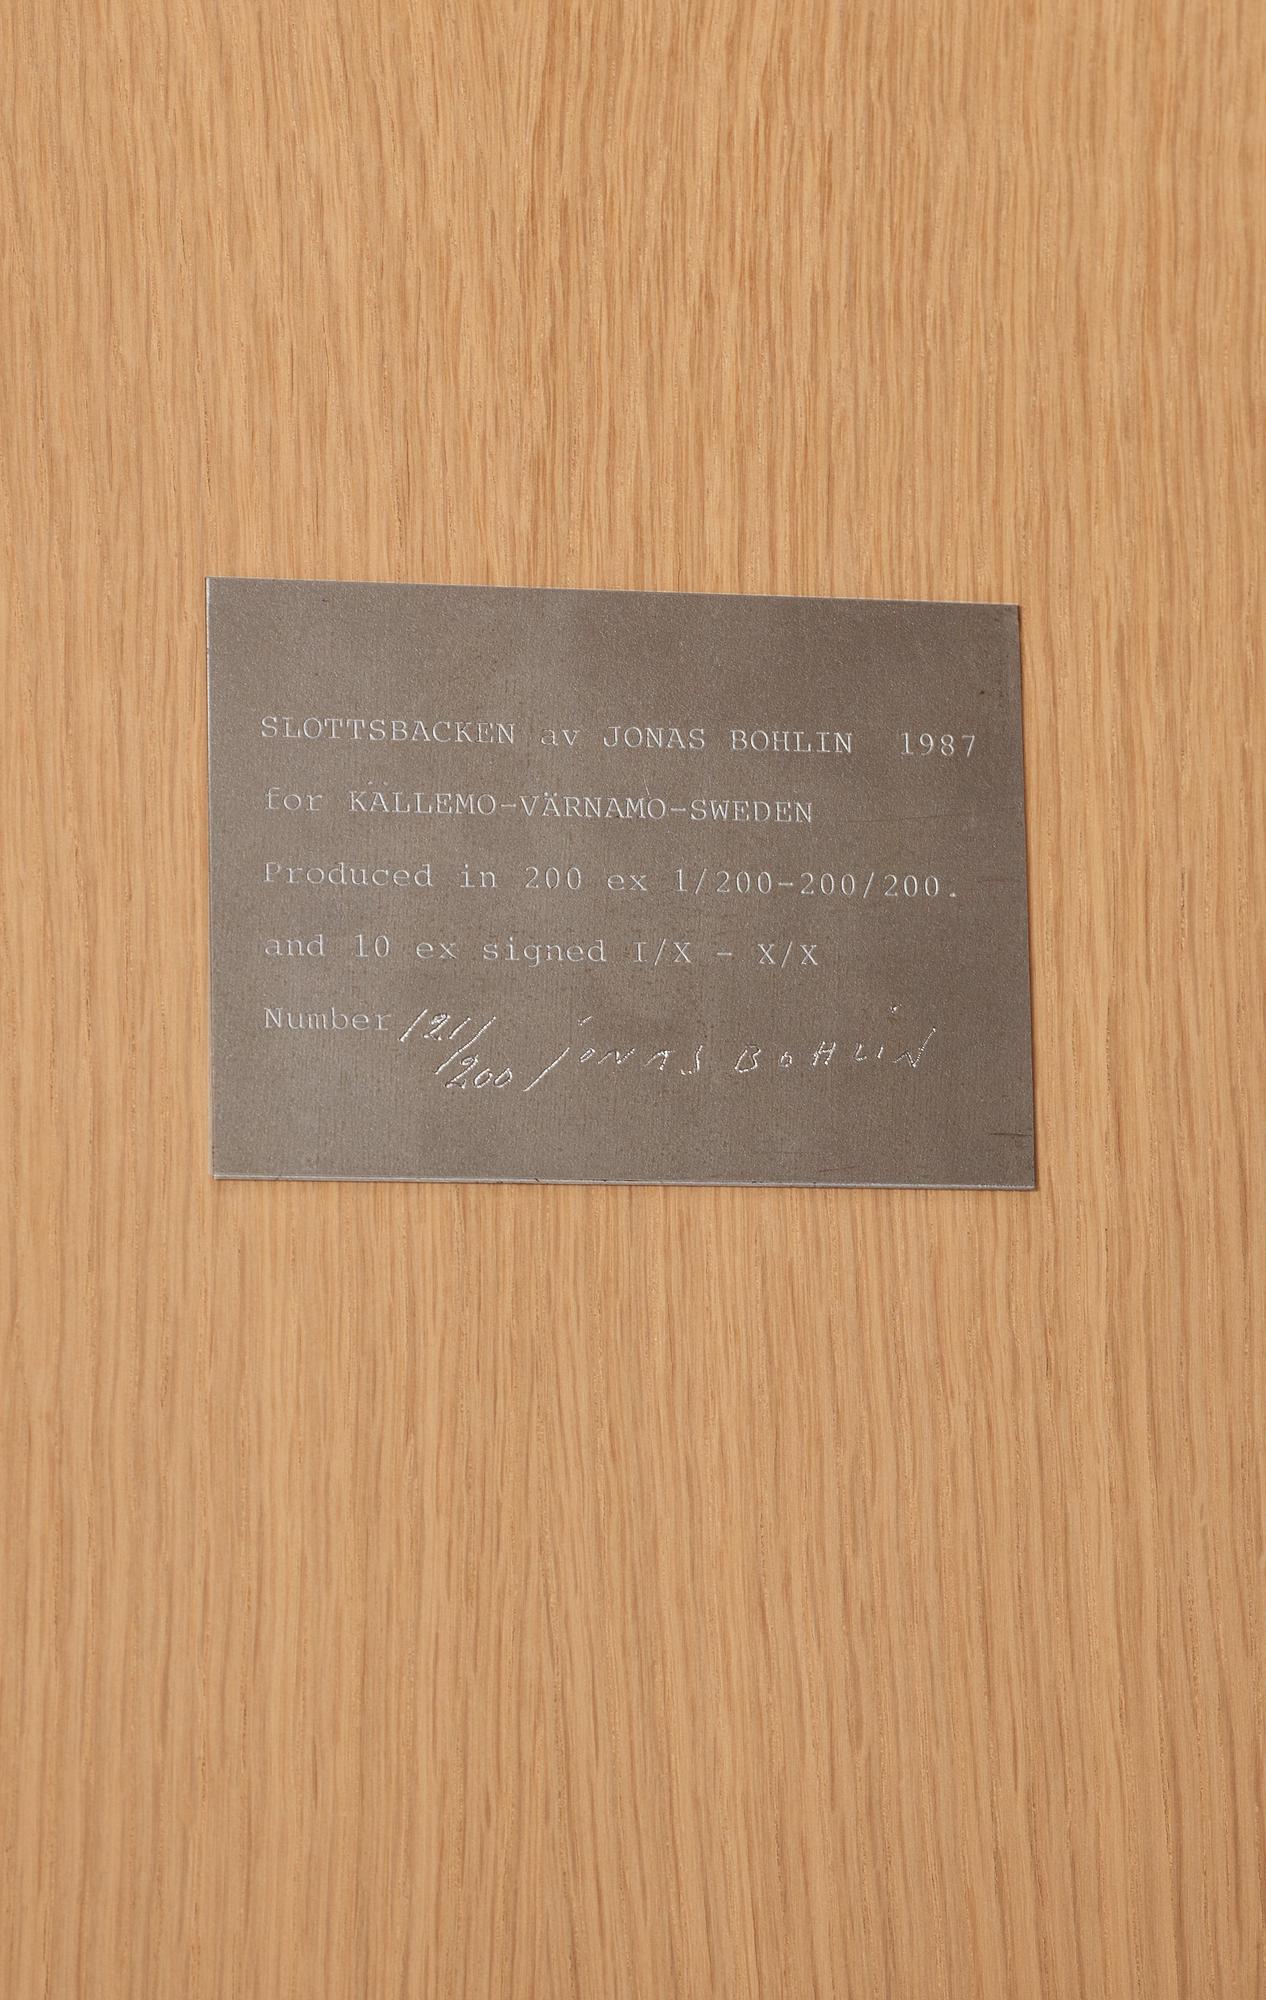 SLOTTSBACKEN av JONAS BOHLIN 1987
for KÄLLEMO-VÄRNAMO-SWEDEN
Produced in 200 ex 1/200-200/200.
and 10 ex signed I/X - X/X
Number 121/200 JONAS BOHLIN